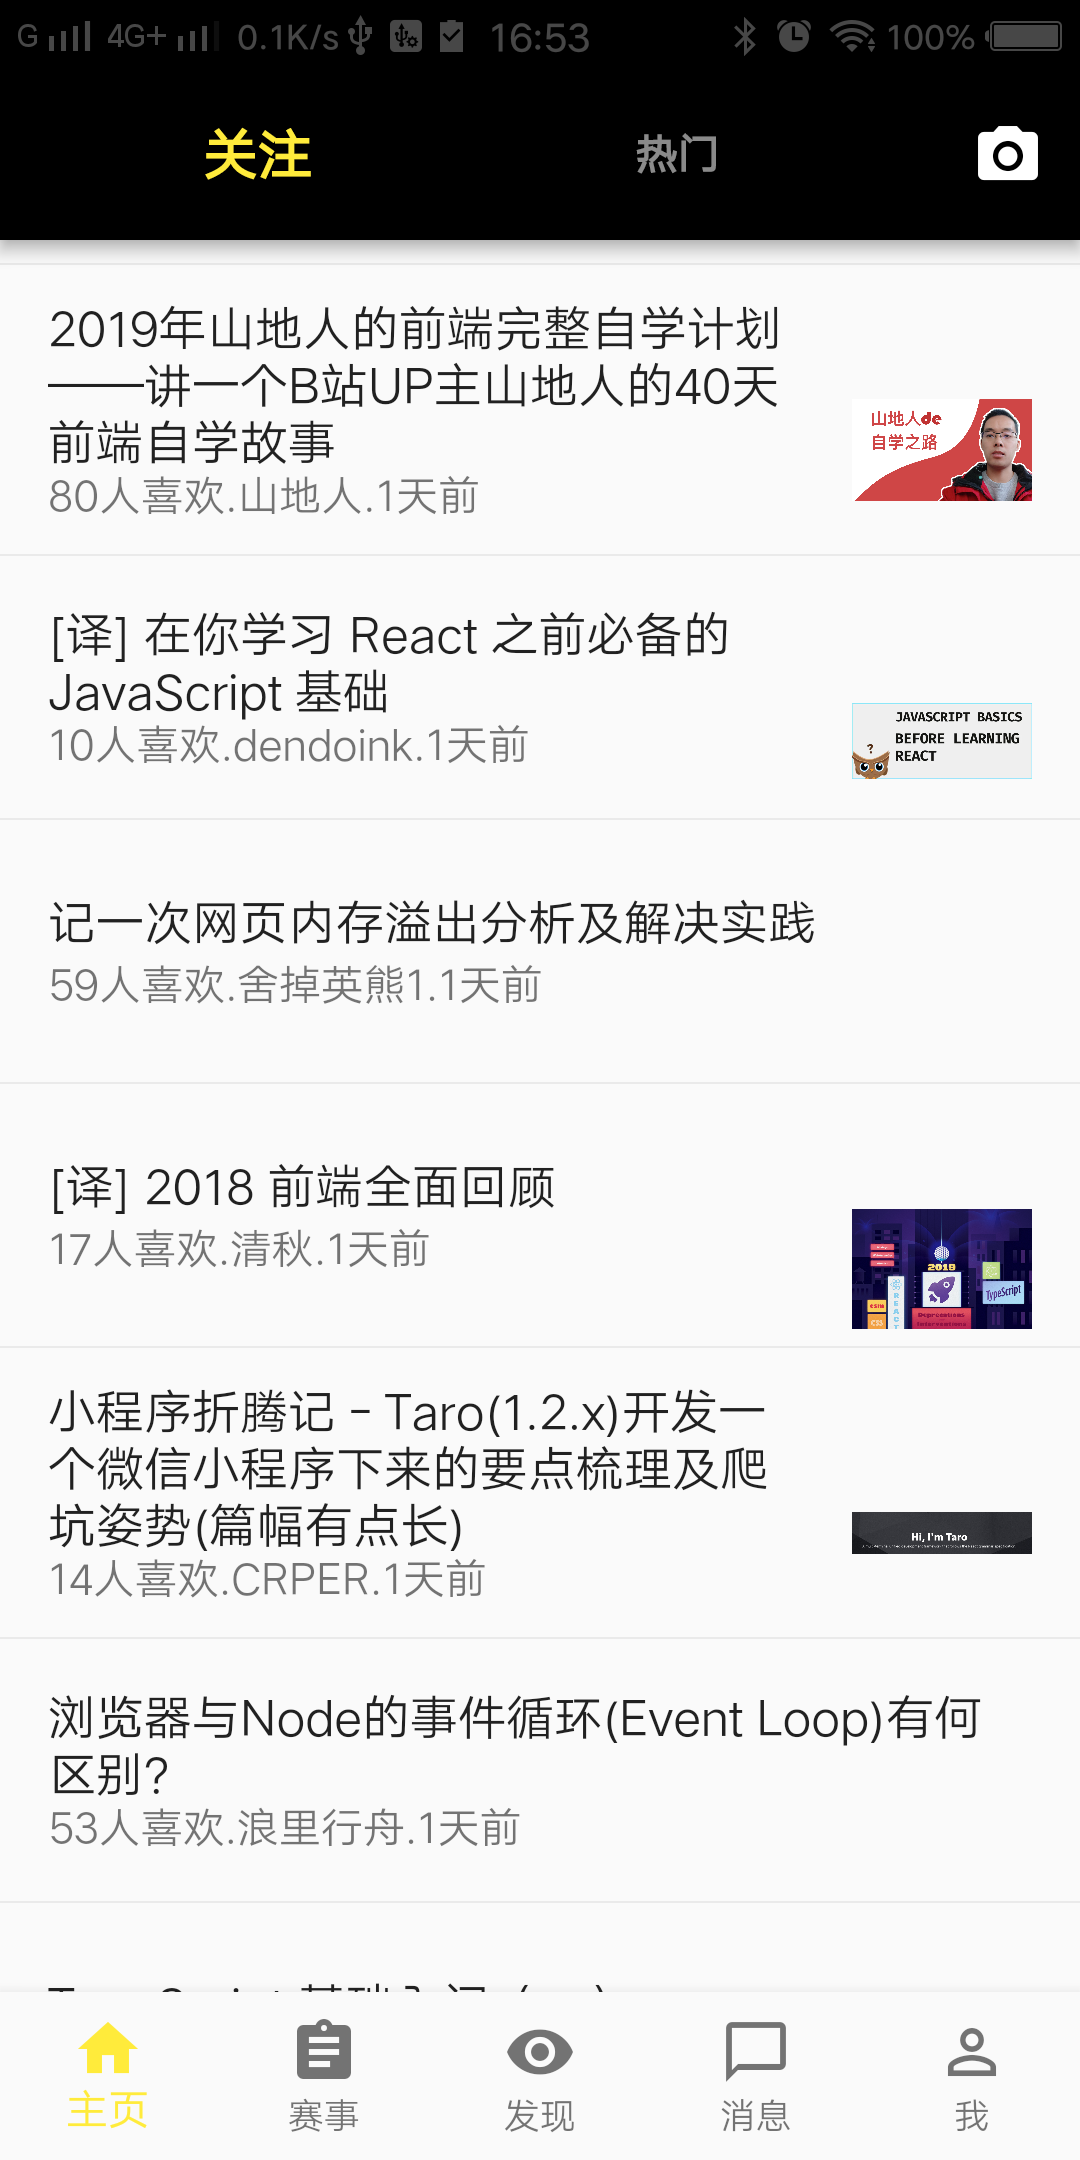 G 4G+ 0.1K/s 16:53 100%
关注 热门
2019年山地人的前端完整自学计划
——讲一个B站UP主山地人的40天
前端自学故事
80人喜欢.山地人.1天前
山地人de
自学之路
[译] 在你学习 React 之前必备的
JavaScript 基础
10人喜欢.dendoink.1天前
JAVASCRIPT BASICS
BEFORE LEARNING
REACT
?
记一次网页内存溢出分析及解决实践
59人喜欢.舍掉英熊1.1天前
[译] 2018 前端全面回顾
17人喜欢.清秋.1天前
2018
TypeScript
REACT
CSS
小程序折腾记 - Taro(1.2.x)开发一
个微信小程序下来的要点梳理及爬
坑姿势(篇幅有点长)
14人喜欢.CRPER.1天前
Hi, I'm Taro
浏览器与Node的事件循环(Event Loop)有何
区别?
53人喜欢.浪里行舟.1天前
主页 赛事 发现 消息 我